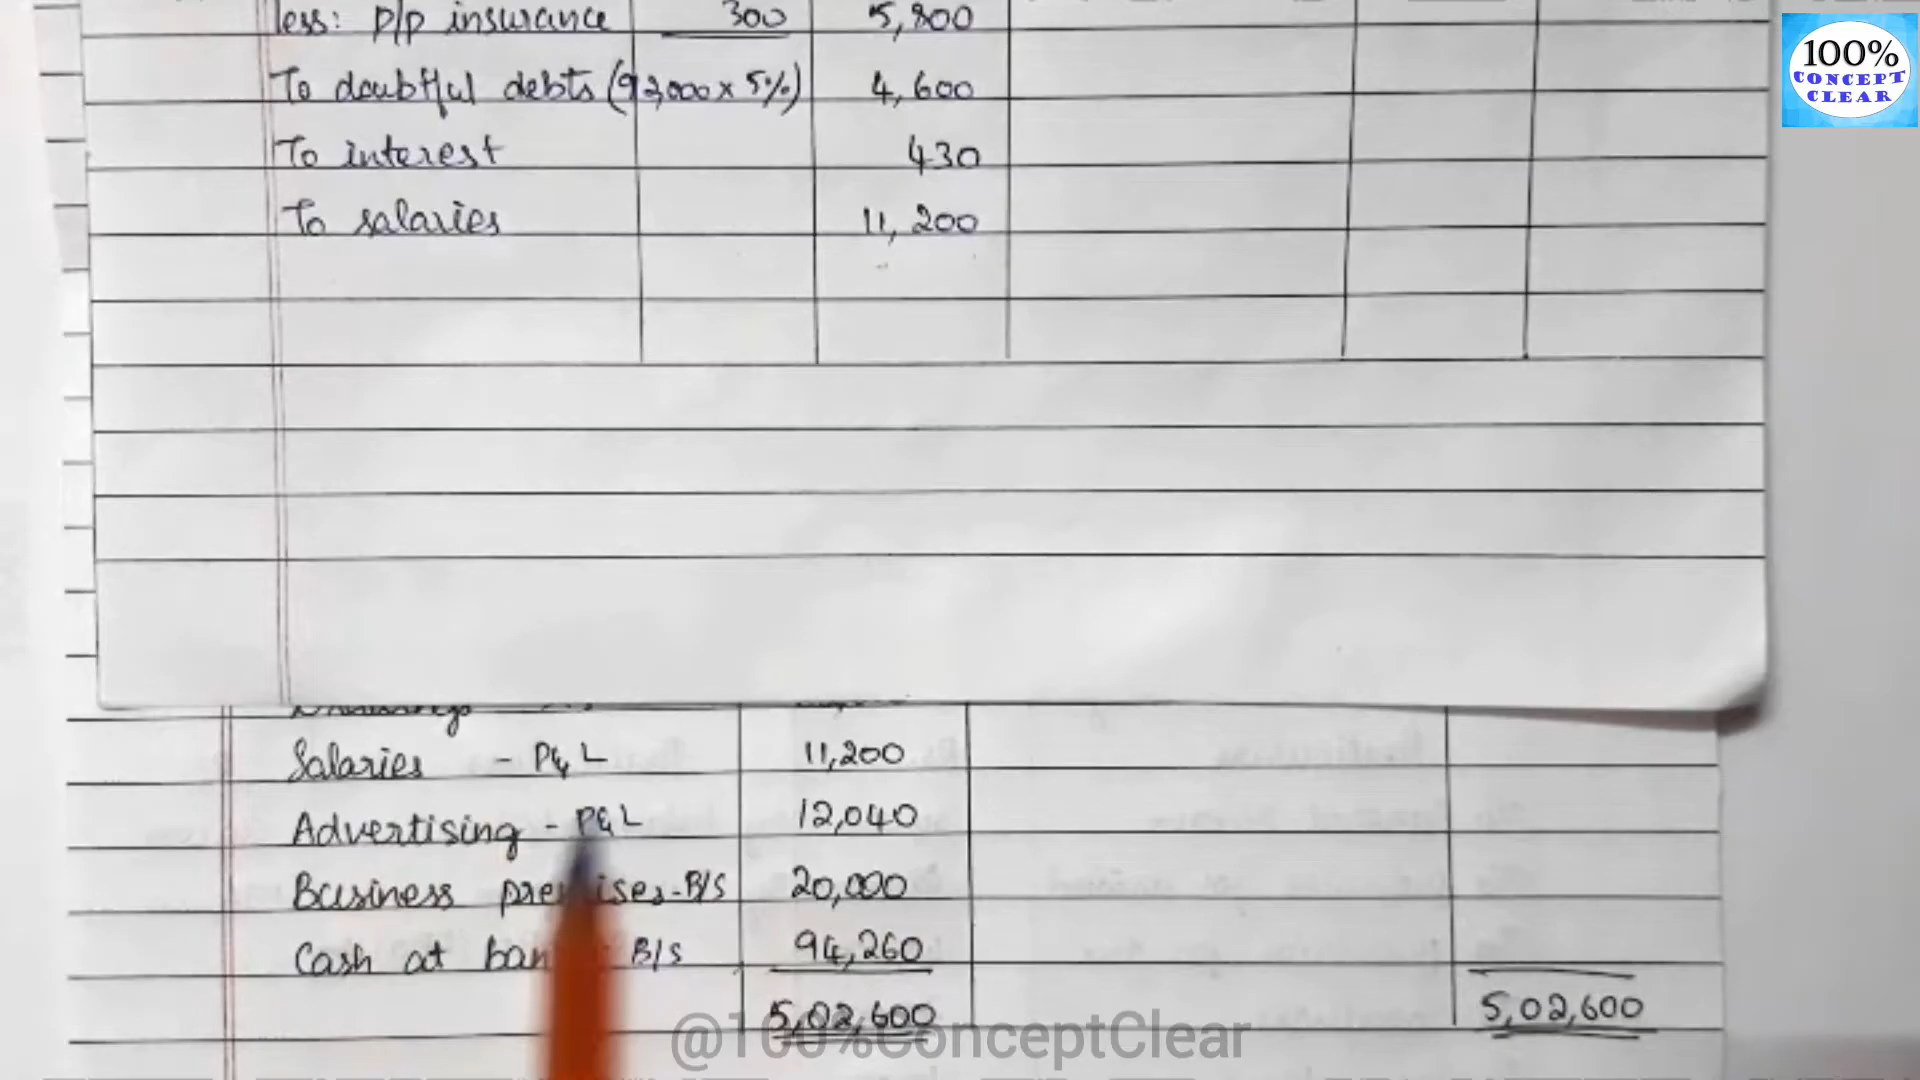 less: p/p insurance 300 5,800
To doubtful debts (92,000 x 5%) 4,600
To interest 430
To salaries 11,200
100%
CONCEPT
CLEAR
Salaries - P&L 11,200
Advertising - P&L 12,040
Business premises - B/S 20,000
Cash at B/S 94,260
5,02,600 5,02,600
@100%ConceptClear